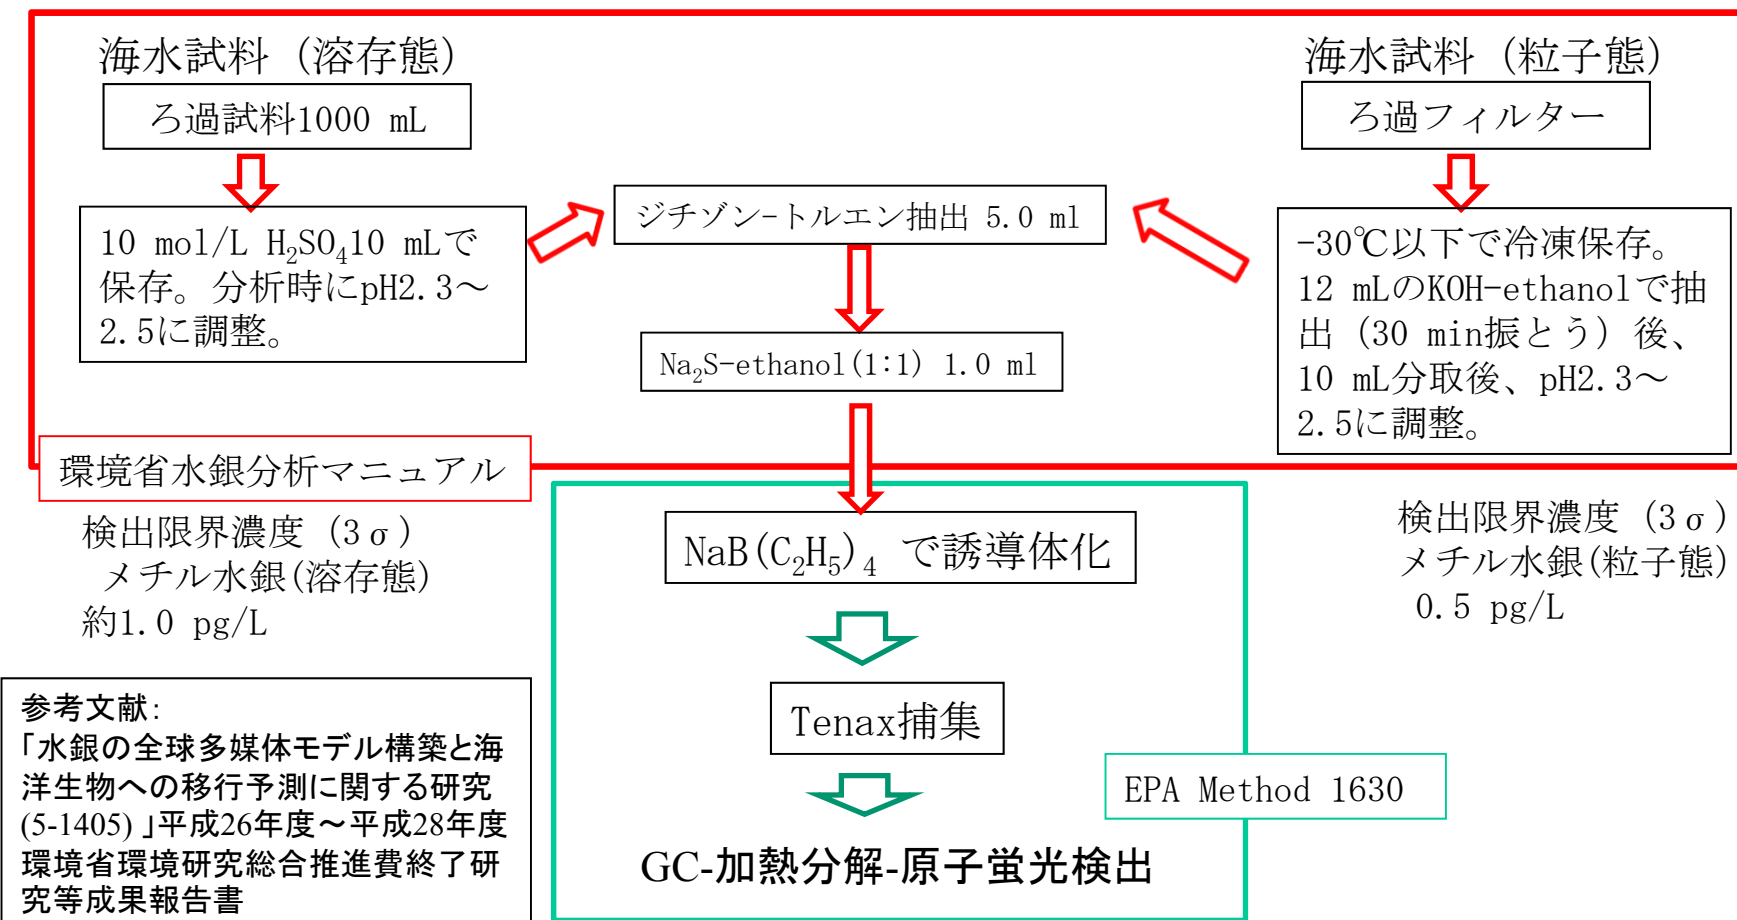 海水試料（溶存態）
ろ過試料1000 mL
10 mol/L H₂SO₄10 mLで
保存。分析時にpH2.3～
2.5に調整。
海水試料（粒子態）
ろ過フィルター
-30℃以下で冷凍保存。
12 mLのKOH-ethanolで抽
出（30 min振とう）後、
10 mL分取後、pH2.3～
2.5に調整。
ジチゾン-トルエン抽出 5.0 ml
Na₂S-ethanol(1:1) 1.0 ml
環境省水銀分析マニュアル
検出限界濃度（3σ）
メチル水銀(溶存態)
約1.0 pg/L
NaB(C₂H₅)₄ で誘導体化
Tenax捕集
GC-加熱分解-原子蛍光検出
EPA Method 1630
検出限界濃度（3σ）
メチル水銀(粒子態)
0.5 pg/L
参考文献：
「水銀の全球多媒体モデル構築と海
洋生物への移行予測に関する研究
(5-1405)」平成26年度～平成28年度
環境省環境研究総合推進費終了研
究等成果報告書